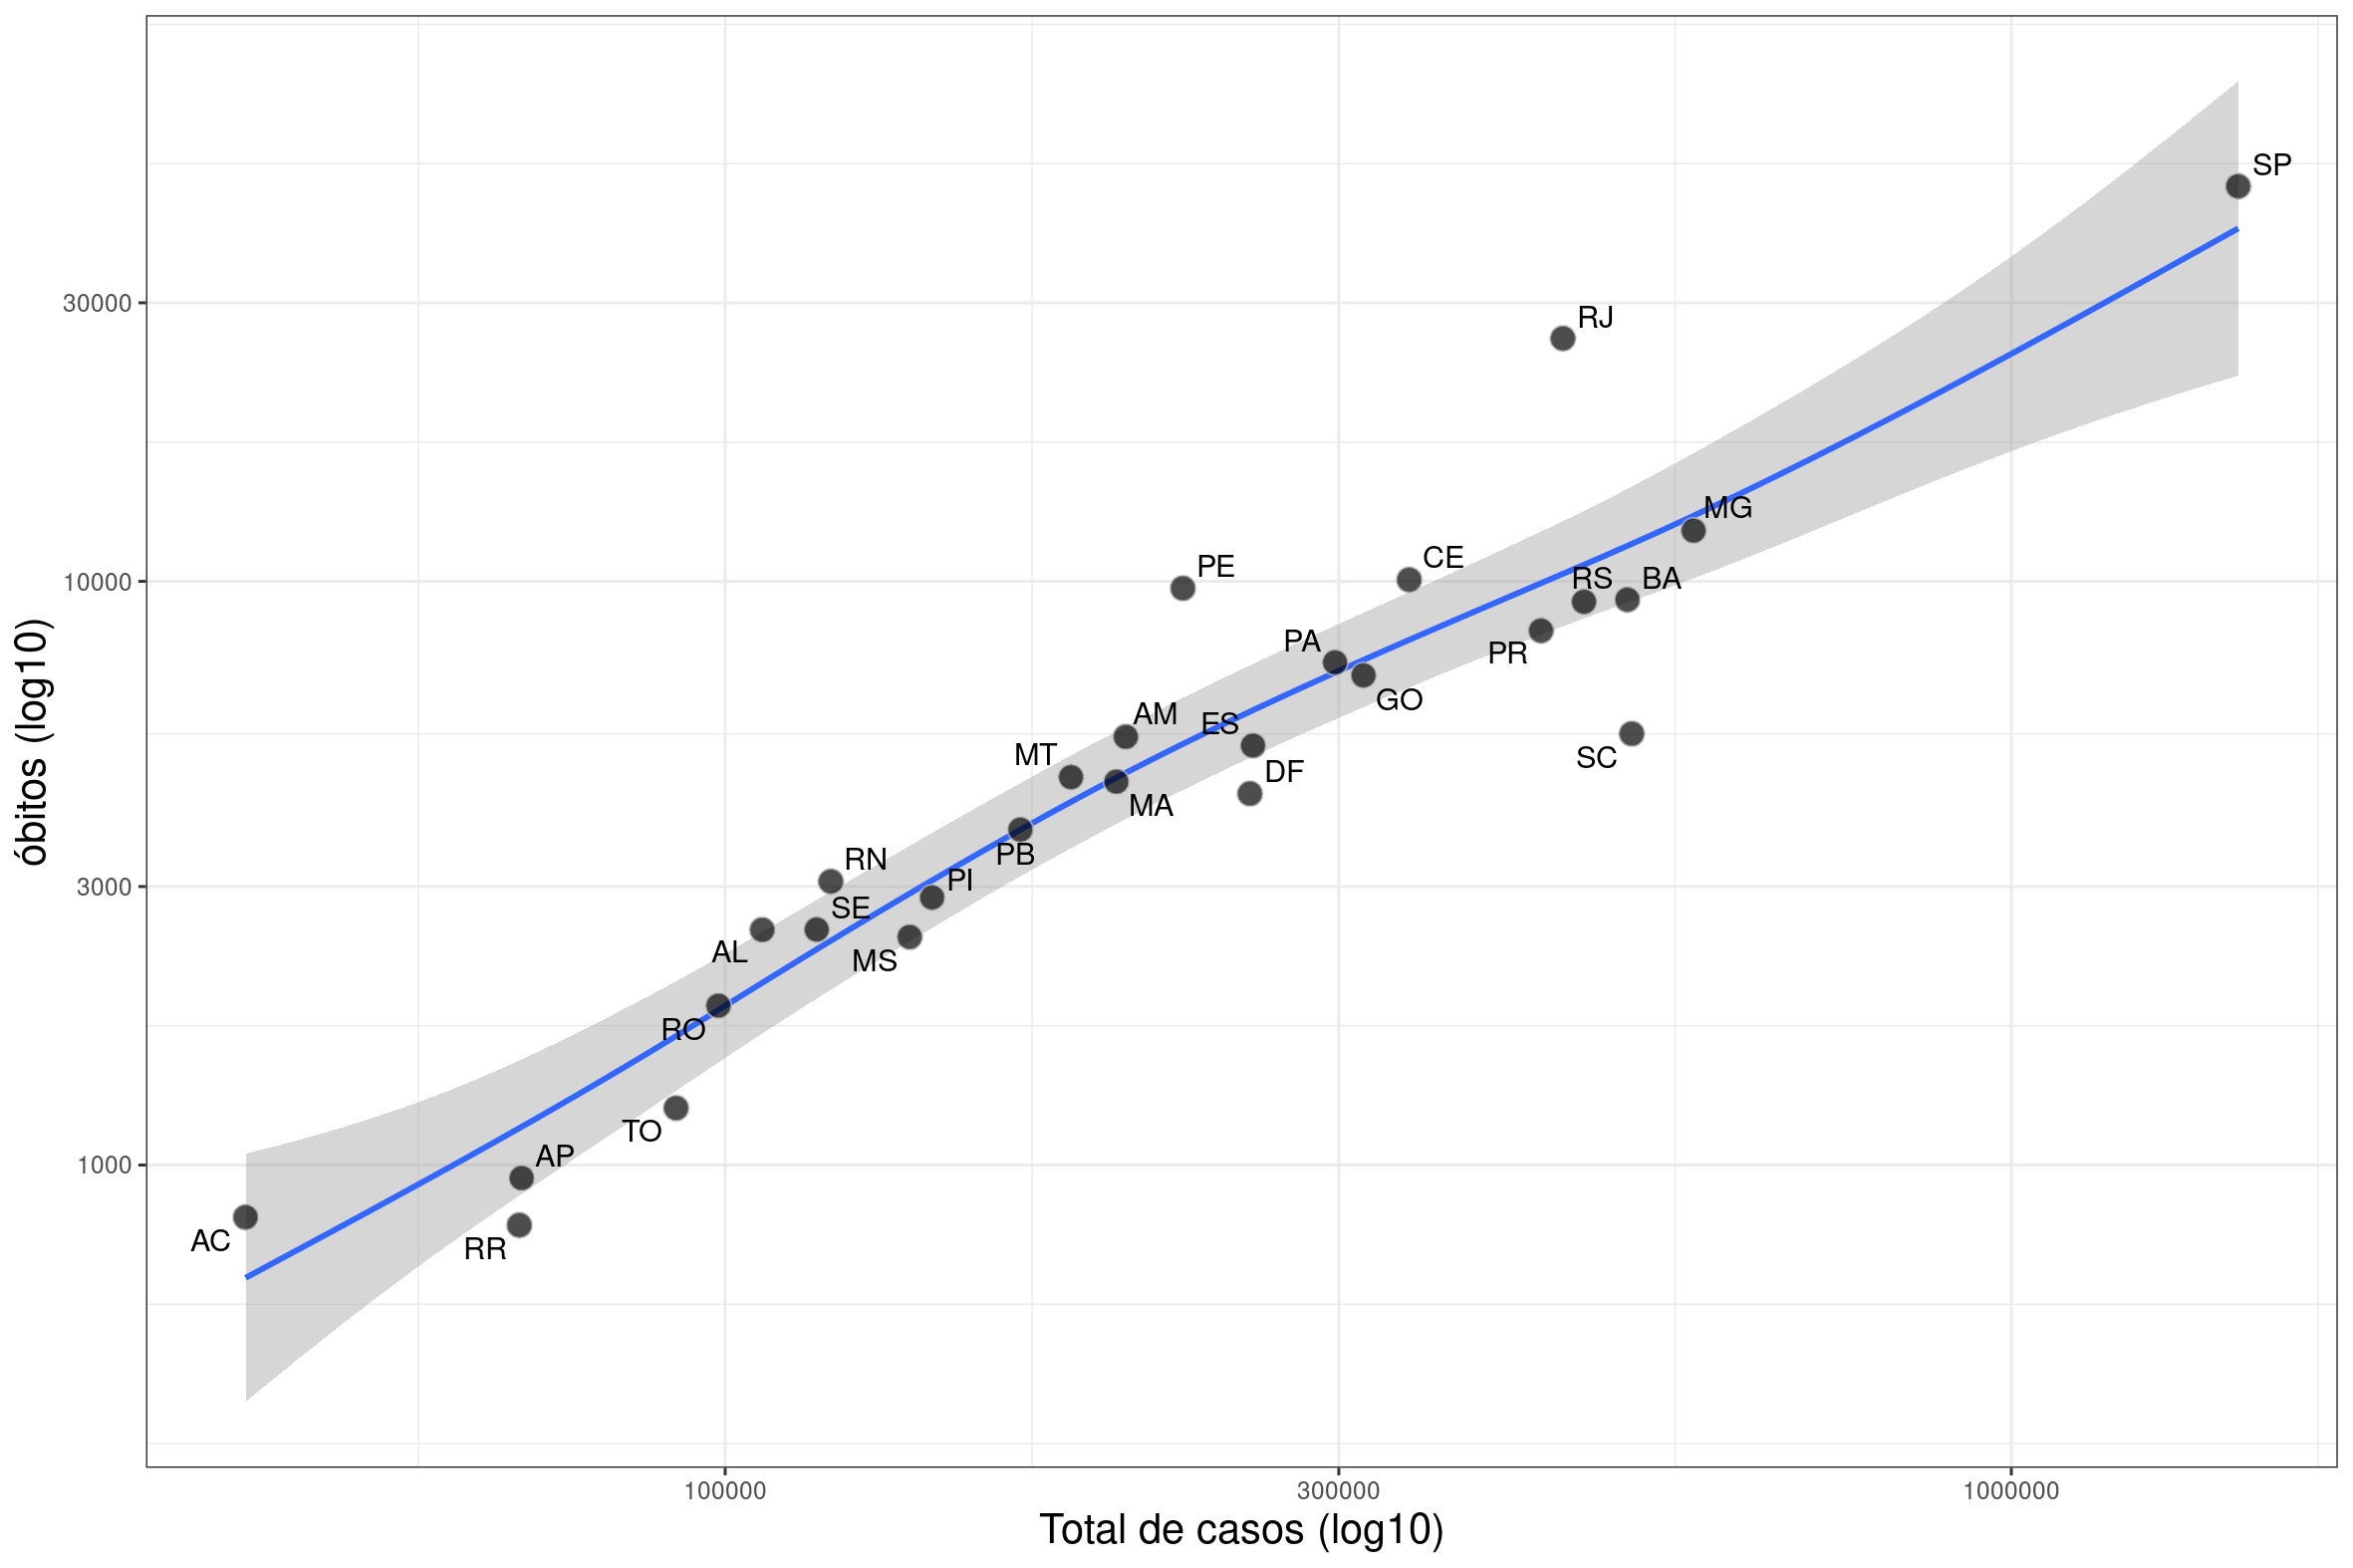 SP
RJ
MG
PE
CE
RS
BA
PA
PR
GO
AM
ES
SC
MT
DF
MA
PB
RN
PI
SE
AL
MS
RO
TO
AP
AC
RR
30000
10000
3000
1000
óbitos (log10)
100000
300000
1000000
Total de casos (log10)